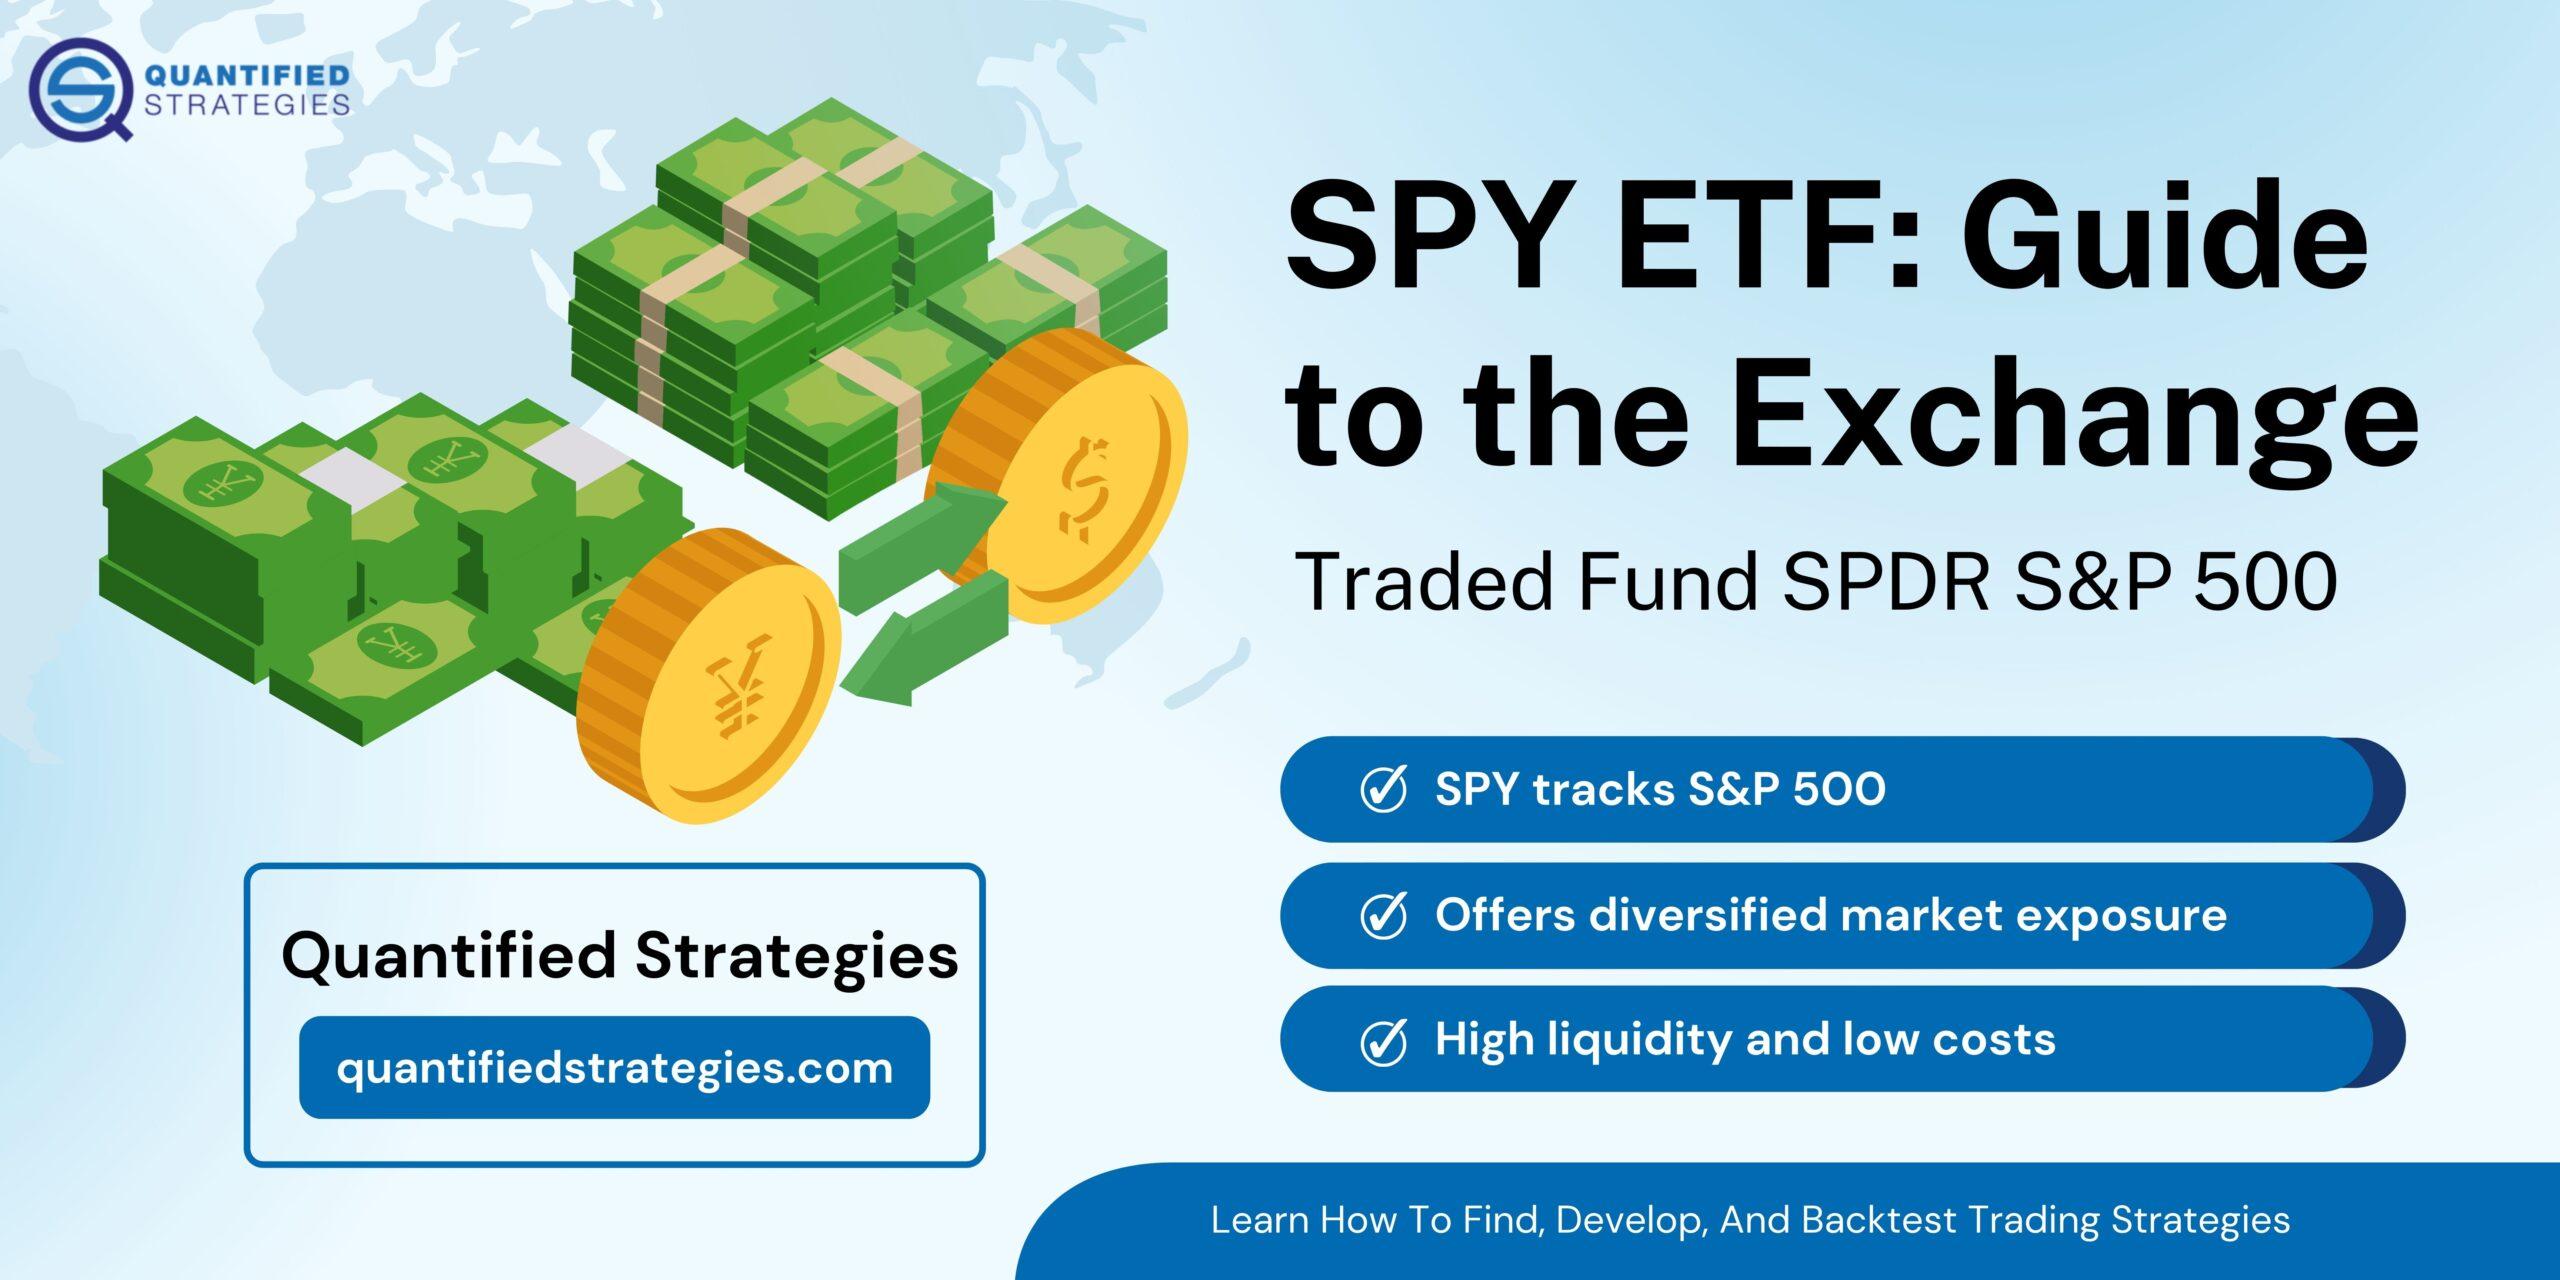 QUANTIFIED
STRATEGIES
SPY ETF: Guide
to the Exchange
Traded Fund SPDR S&P 500
SPY tracks S&P 500
Offers diversified market exposure
High liquidity and low costs
Quantified Strategies
quantifiedstrategies.com
Learn How To Find, Develop, And Backtest Trading Strategies